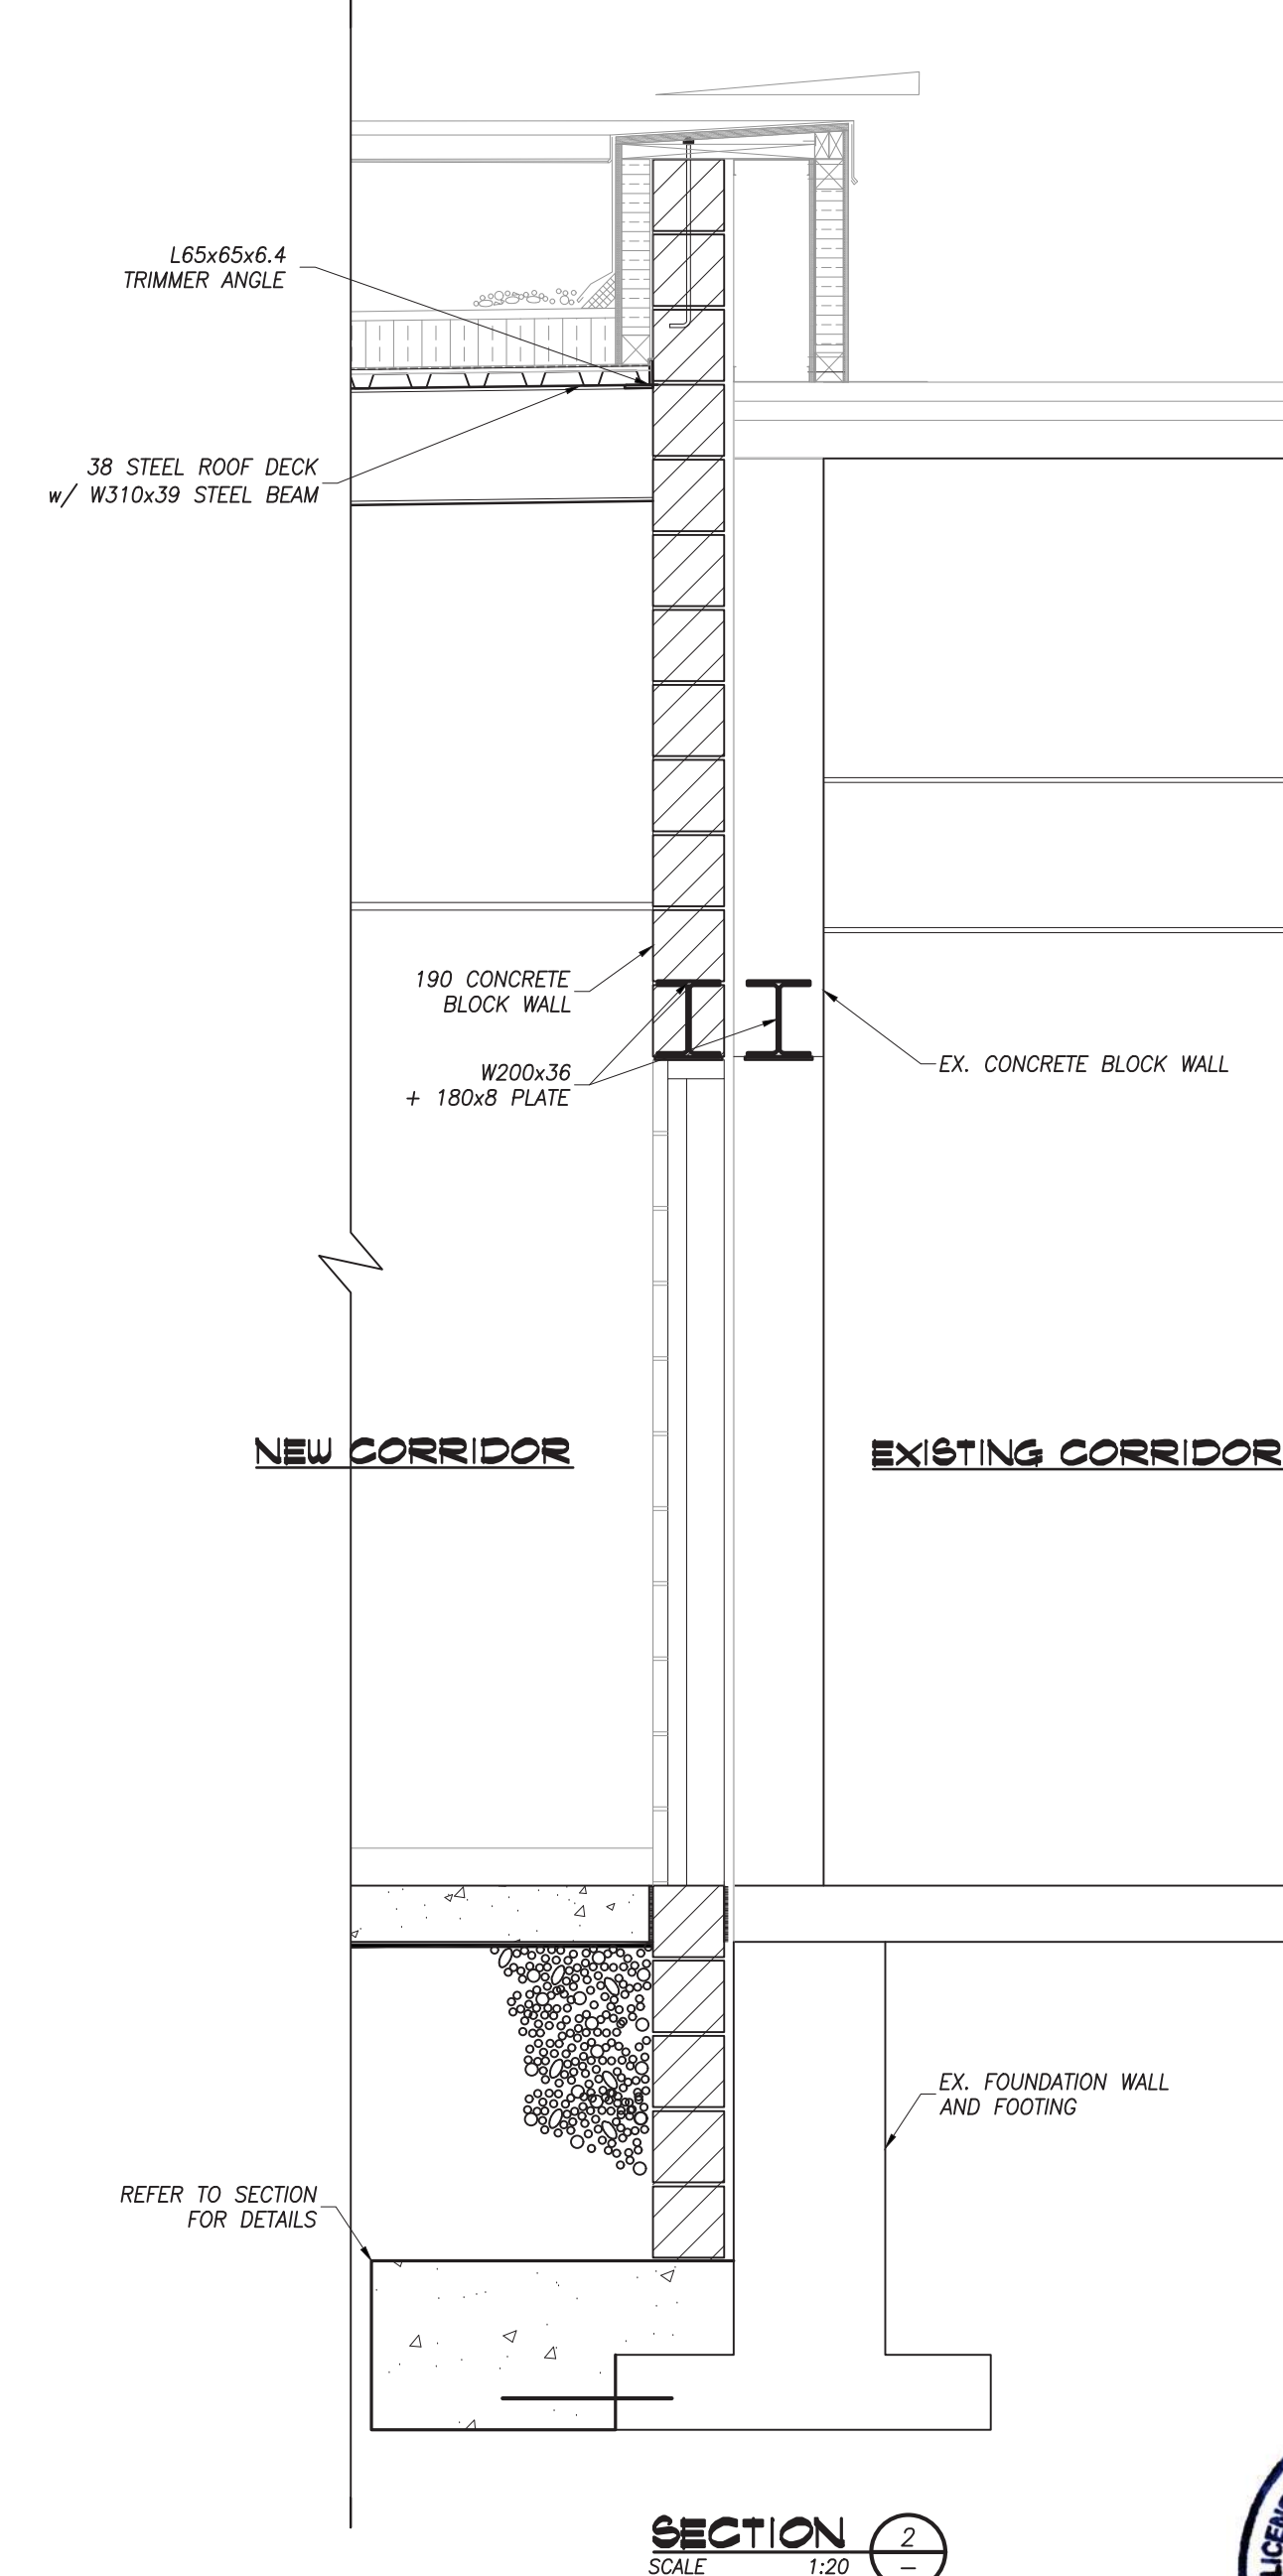 L65x65x6.4
TRIMMER ANGLE
38 STEEL ROOF DECK
w/ W310x39 STEEL BEAM
190 CONCRETE
BLOCK WALL
W200x36
+ 180x8 PLATE
EX. CONCRETE BLOCK WALL
NEW CORRIDOR
EXISTING CORRIDOR
EX. FOUNDATION WALL
AND FOOTING
REFER TO SECTION
FOR DETAILS
SECTION
2
–
SCALE 1:20